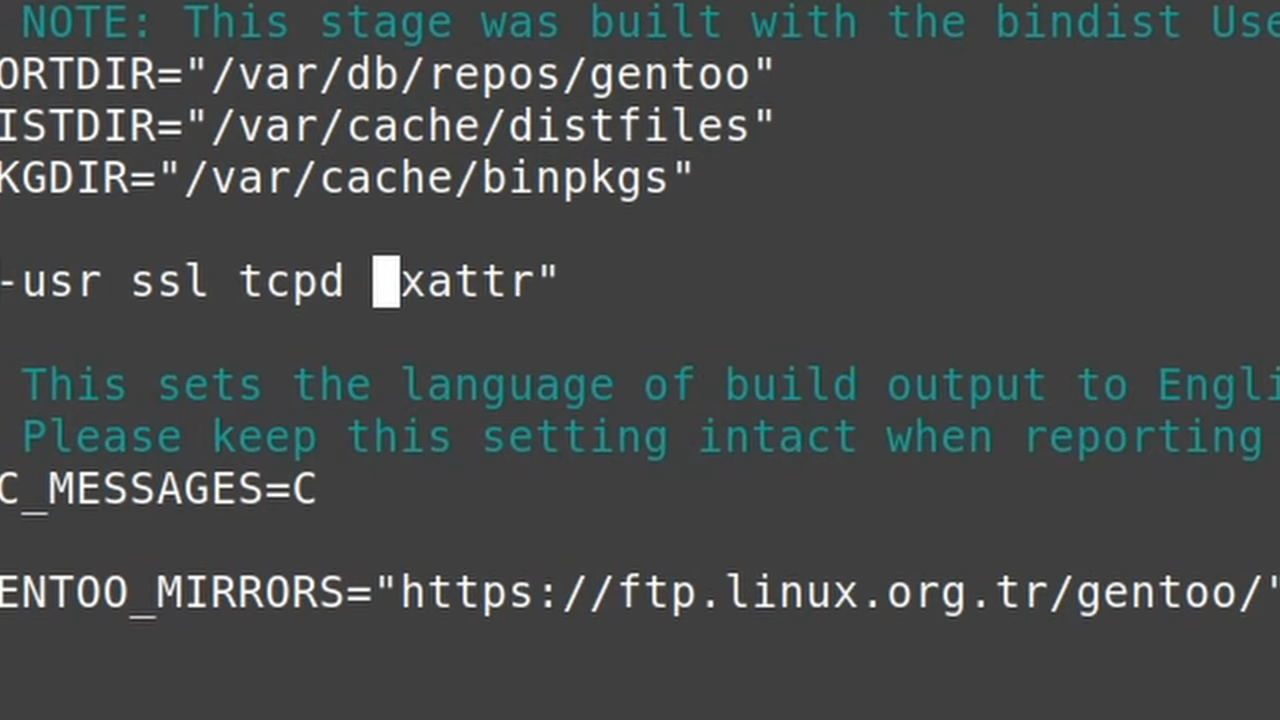 NOTE: This stage was built with the bindist Use
ORTDIR="/var/db/repos/gentoo"
ISTDIR="/var/cache/distfiles"
KGDIR="/var/cache/binpkgs"
-usr ssl tcpd xattr"
This sets the language of build output to Engli
Please keep this setting intact when reporting
C_MESSAGES=C
ENTOO_MIRRORS="https://ftp.linux.org.tr/gentoo/"